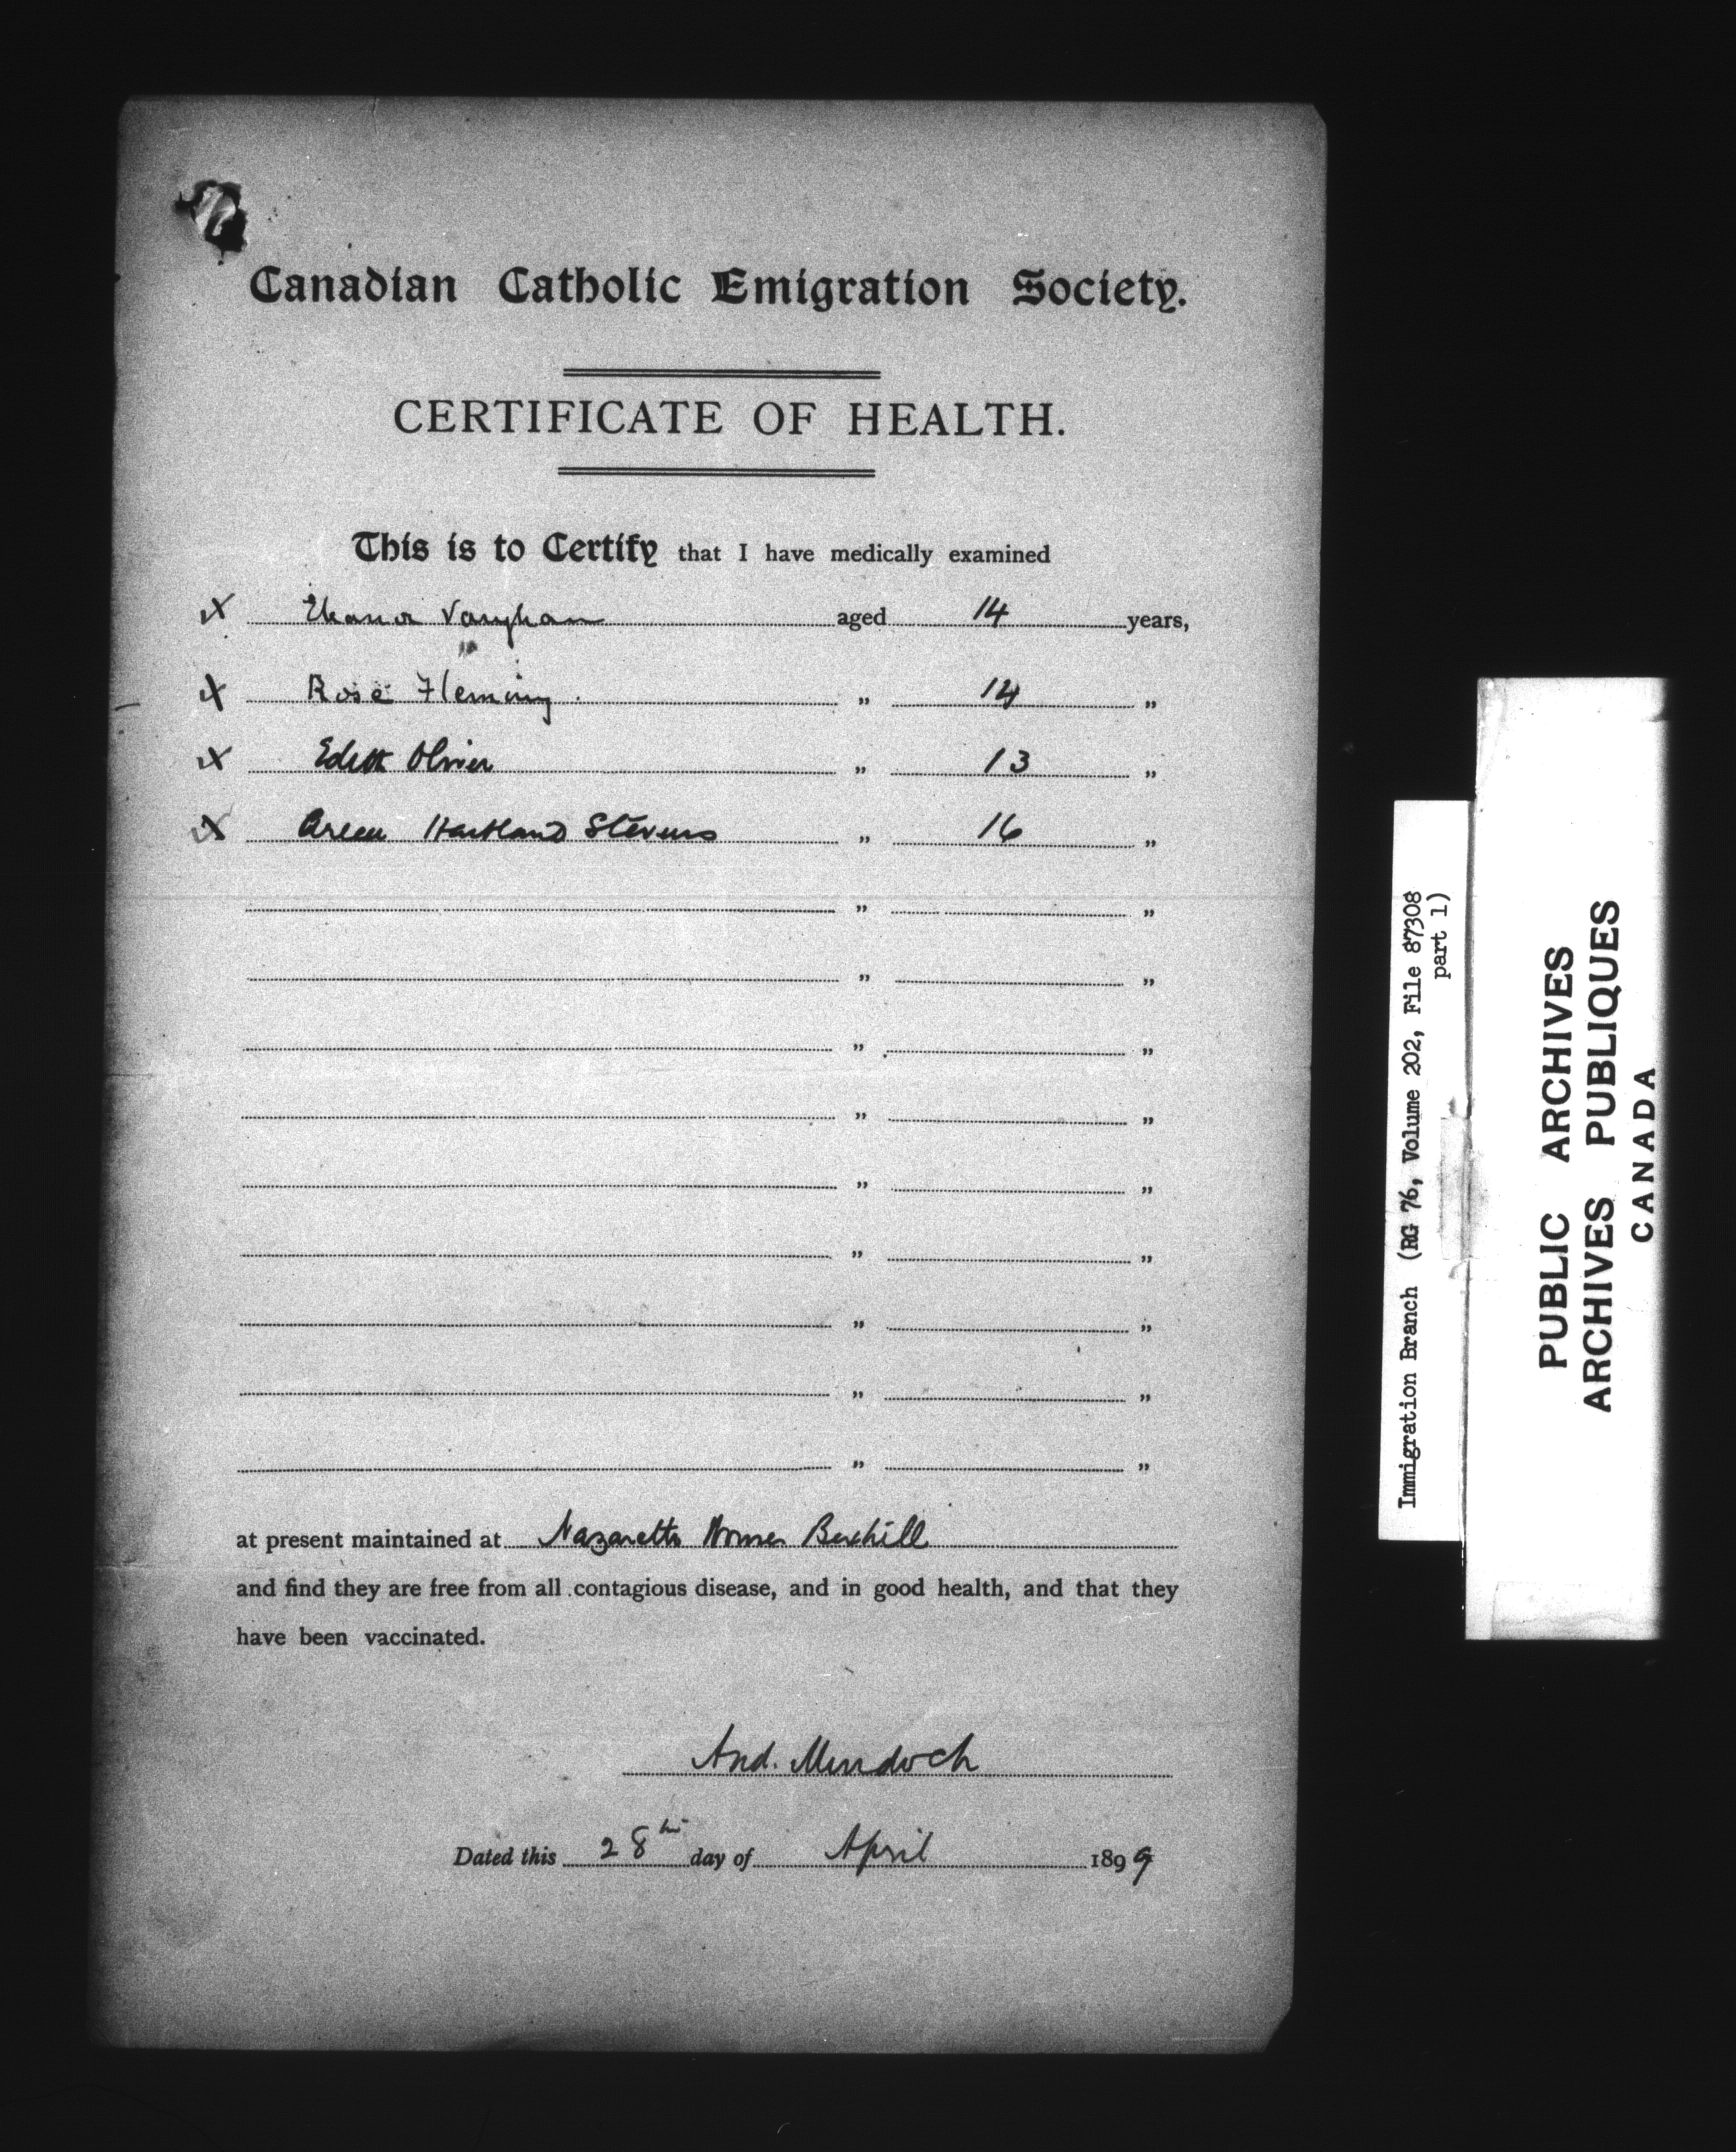 Canadian Catholic Emigration Society.
CERTIFICATE OF HEALTH.
This is to Certify that I have medically examined
x Eleanor Vaughan aged 14 years,
x Rose Fleming. „ 14 „
x Edith Olivier „ 13 „
x Hartland Stevens „ 16 „
„ „
„ „
„ „
„ „
„ „
„ „
„ „
„ „
„ „
at present maintained at Nazareth House Bexhill
and find they are free from all contagious disease, and in good health, and that they
have been vaccinated.
And. Murdoch
Dated this 28th day of April 1899
Immigration Branch (RG 76, Volume 202, File 87308
part 1)
PUBLIC ARCHIVES
ARCHIVES PUBLIQUES
CANADA